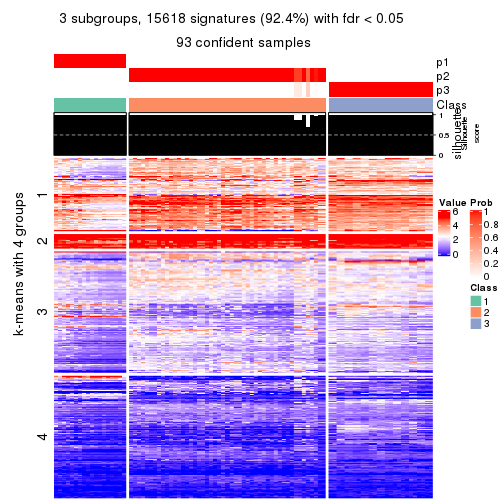 3 subgroups, 15618 signatures (92.4%) with fdr < 0.05
93 confident samples
p1
p2
p3
Class
silhouette
Silhouette
score
1
0.5
0
k-means with 4 groups
1
2
3
4
Value
6
4
2
0
Prob
1
0.8
0.6
0.4
0.2
0
Class
1
2
3